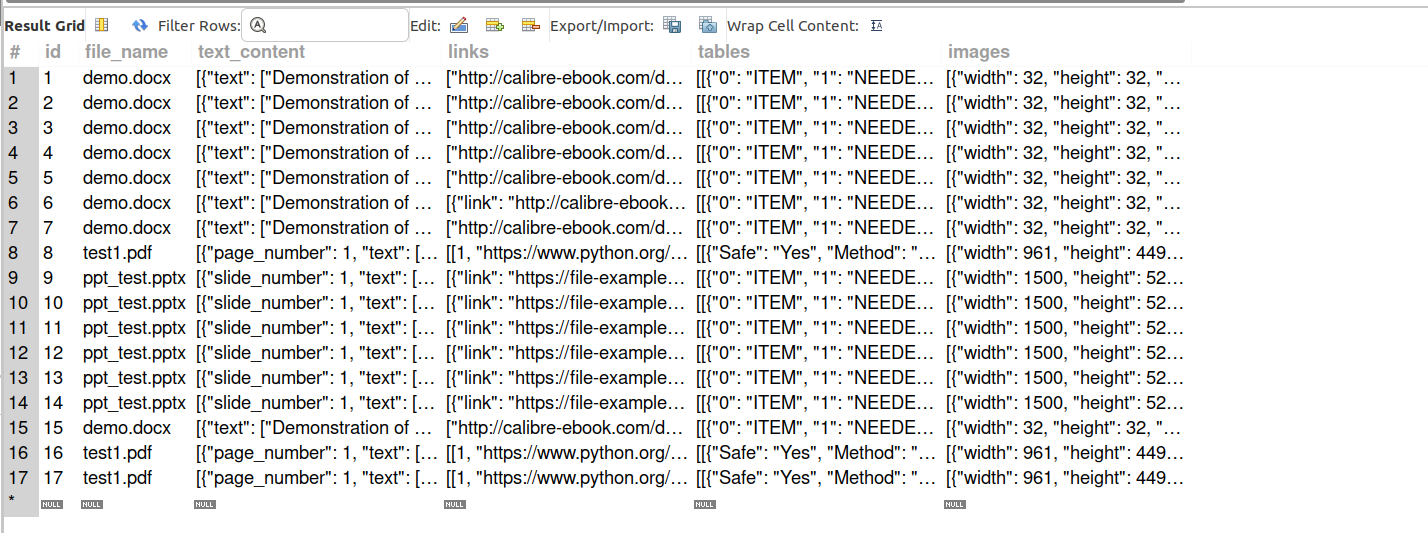 Result Grid Filter Rows: Edit: Export/Import: Wrap Cell Content: IA
# id file_name text_content links tables images
1 1 demo.docx [{"text": ["Demonstration of … ["http://calibre-ebook.com/d… [[{"0": "ITEM", "1": "NEEDE… [{"width": 32, "height": 32, "…
2 2 demo.docx [{"text": ["Demonstration of … ["http://calibre-ebook.com/d… [[{"0": "ITEM", "1": "NEEDE… [{"width": 32, "height": 32, "…
3 3 demo.docx [{"text": ["Demonstration of … ["http://calibre-ebook.com/d… [[{"0": "ITEM", "1": "NEEDE… [{"width": 32, "height": 32, "…
4 4 demo.docx [{"text": ["Demonstration of … ["http://calibre-ebook.com/d… [[{"0": "ITEM", "1": "NEEDE… [{"width": 32, "height": 32, "…
5 5 demo.docx [{"text": ["Demonstration of … ["http://calibre-ebook.com/d… [[{"0": "ITEM", "1": "NEEDE… [{"width": 32, "height": 32, "…
6 6 demo.docx [{"text": ["Demonstration of … [{"link": "http://calibre-ebook… [[{"0": "ITEM", "1": "NEEDE… [{"width": 32, "height": 32, "…
7 7 demo.docx [{"text": ["Demonstration of … ["http://calibre-ebook.com/d… [[{"0": "ITEM", "1": "NEEDE… [{"width": 32, "height": 32, "…
8 8 test1.pdf [{"page_number": 1, "text": [… [[1, "https://www.python.org/… [[{"Safe": "Yes", "Method": "… [{"width": 961, "height": 449…
9 9 ppt_test.pptx [{"slide_number": 1, "text": [… [{"link": "https://file-example… [[{"0": "ITEM", "1": "NEEDE… [{"width": 1500, "height": 52…
10 10 ppt_test.pptx [{"slide_number": 1, "text": [… [{"link": "https://file-example… [[{"0": "ITEM", "1": "NEEDE… [{"width": 1500, "height": 52…
11 11 ppt_test.pptx [{"slide_number": 1, "text": [… [{"link": "https://file-example… [[{"0": "ITEM", "1": "NEEDE… [{"width": 1500, "height": 52…
12 12 ppt_test.pptx [{"slide_number": 1, "text": [… [{"link": "https://file-example… [[{"0": "ITEM", "1": "NEEDE… [{"width": 1500, "height": 52…
13 13 ppt_test.pptx [{"slide_number": 1, "text": [… [{"link": "https://file-example… [[{"0": "ITEM", "1": "NEEDE… [{"width": 1500, "height": 52…
14 14 ppt_test.pptx [{"slide_number": 1, "text": [… [{"link": "https://file-example… [[{"0": "ITEM", "1": "NEEDE… [{"width": 1500, "height": 52…
15 15 demo.docx [{"text": ["Demonstration of … ["http://calibre-ebook.com/d… [[{"0": "ITEM", "1": "NEEDE… [{"width": 32, "height": 32, "…
16 16 test1.pdf [{"page_number": 1, "text": [… [[1, "https://www.python.org/… [[{"Safe": "Yes", "Method": "… [{"width": 961, "height": 449…
17 17 test1.pdf [{"page_number": 1, "text": [… [[1, "https://www.python.org/… [[{"Safe": "Yes", "Method": "… [{"width": 961, "height": 449…
* NULL NULL NULL NULL NULL NULL